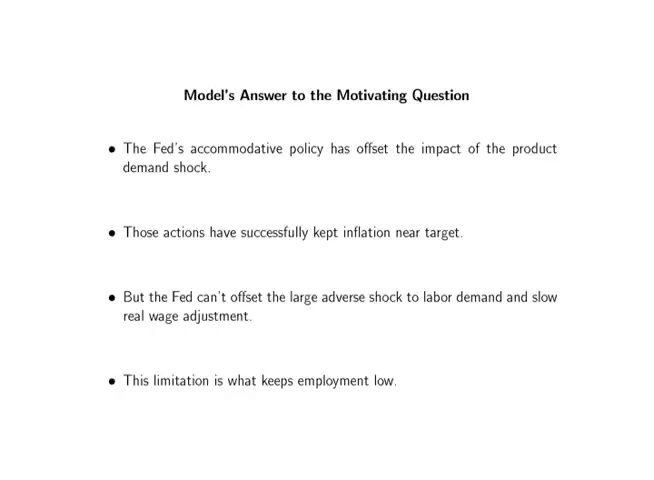 Model's Answer to the Motivating Question
• The Fed's accommodative policy has offset the impact of the product
demand shock.
• Those actions have successfully kept inflation near target.
• But the Fed can't offset the large adverse shock to labor demand and slow
real wage adjustment.
• This limitation is what keeps employment low.